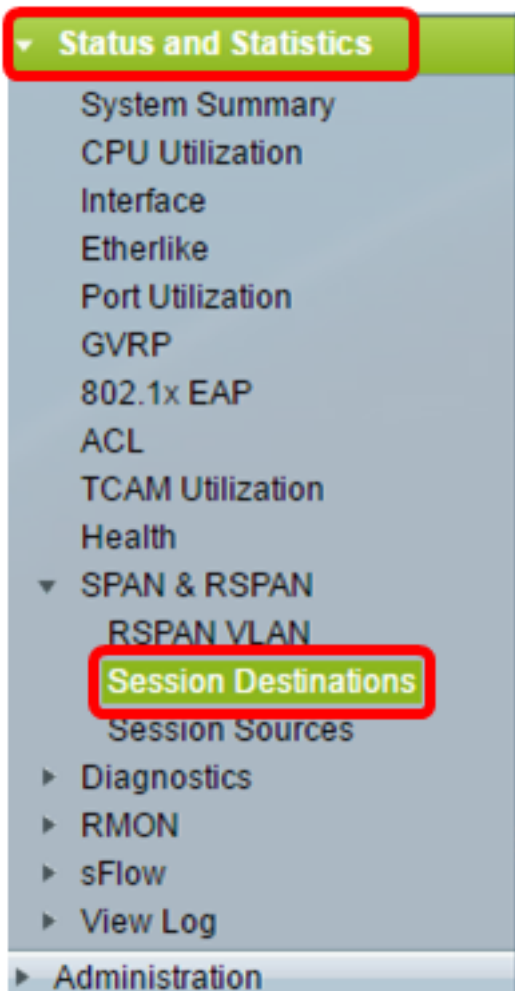 Status and Statistics
System Summary
CPU Utilization
Interface
Etherlike
Port Utilization
GVRP
802.1x EAP
ACL
TCAM Utilization
Health
SPAN & RSPAN
RSPAN VLAN
Session Destinations
Session Sources
Diagnostics
RMON
sFlow
View Log
Administration